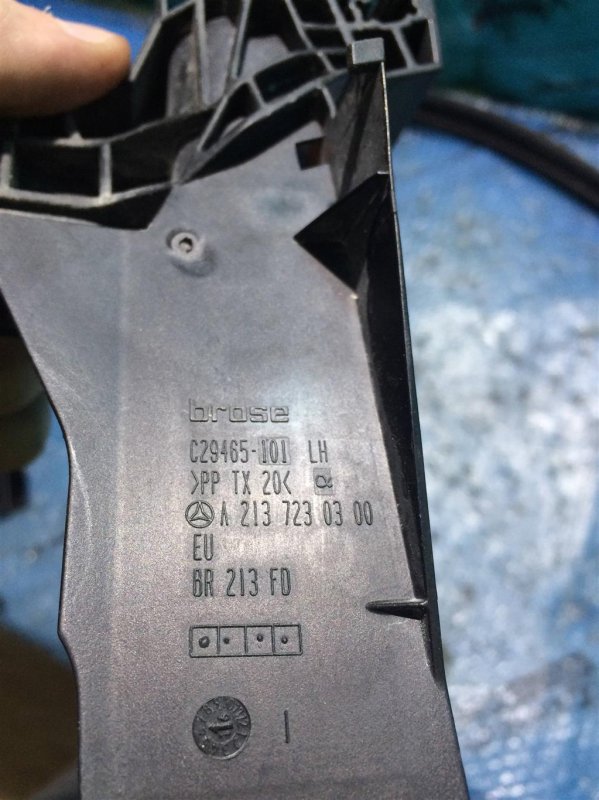 brose
C29465-101 LH
>PP TX 20< α
A 213 723 03 00
EU
BR 213 FD